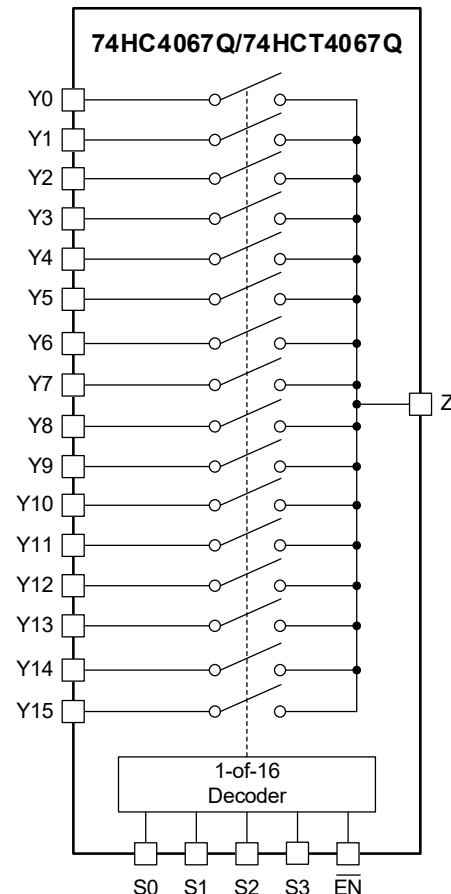 74HC4067Q/74HCT4067Q
Y0
Y1
Y2
Y3
Y4
Y5
Y6
Y7
Z
Y8
Y9
Y10
Y11
Y12
Y13
Y14
Y15
1-of-16
Decoder
S0 S1 S2 S3 E̅N̅